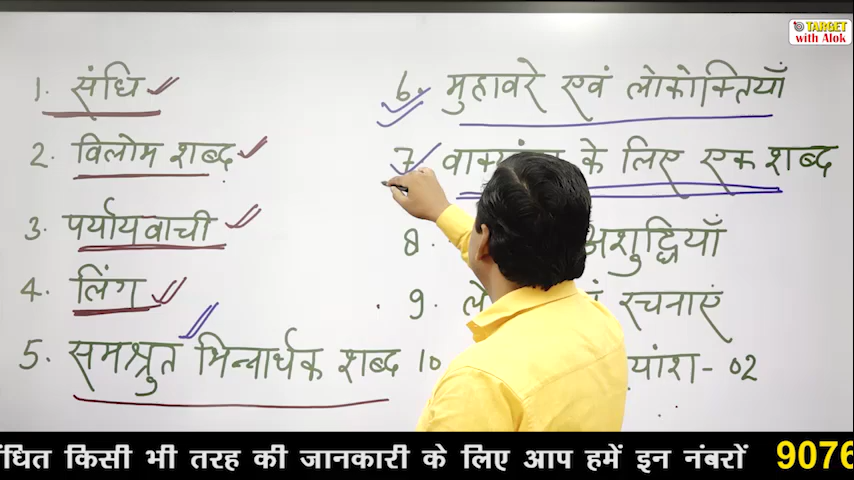 TARGET
with Alok
1. संधि
2. विलोम शब्द
3. पर्यायवाची
4. लिंग
5. समश्रुत भिन्नार्थक शब्द
6. मुहावरे एवं लोकोक्तियाँ
7. के लिए एक शब्द
8. अशुद्धियाँ
9. रचनाएं
10 - 02
किसी भी तरह की जानकारी के लिए आप हमें इन नंबरों 9076